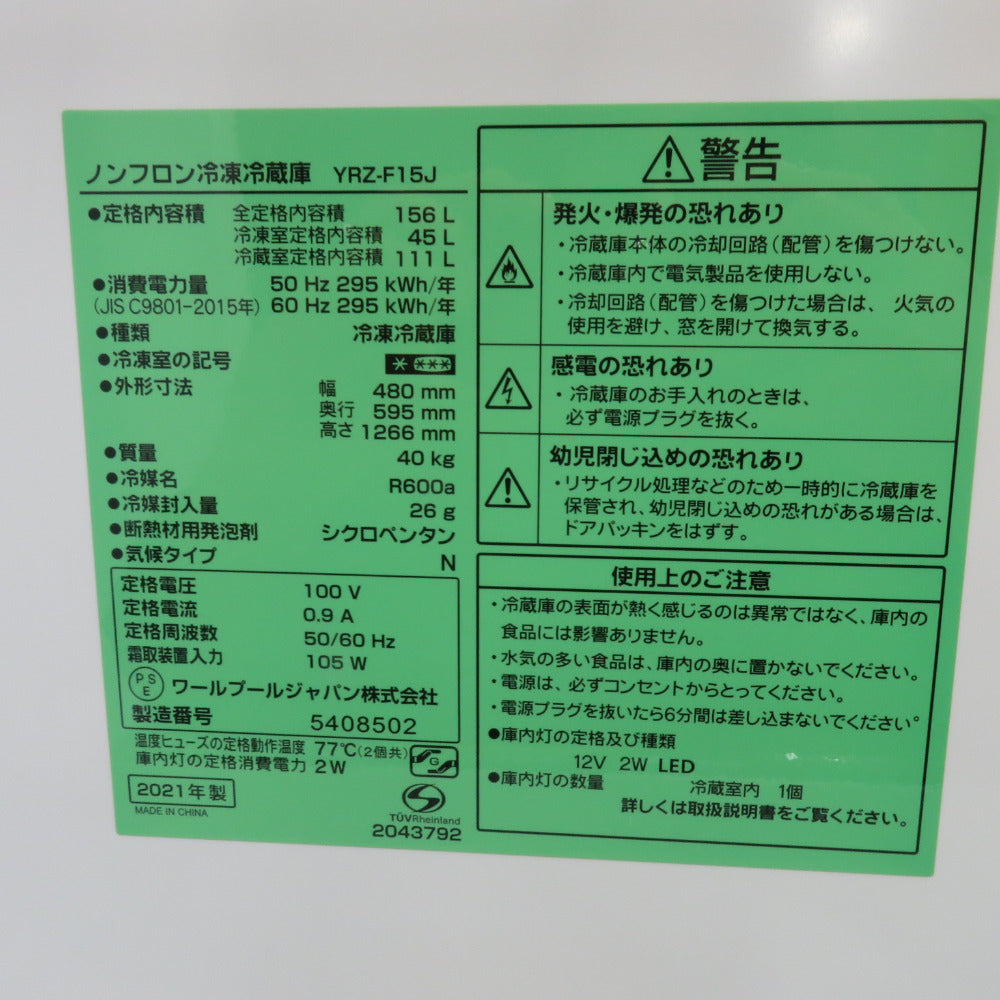 ノンフロン冷凍冷蔵庫 YRZ-F15J
●定格内容積 全定格内容積 156 L
冷凍室定格内容積 45 L
冷蔵室定格内容積 111 L
●消費電力量 50 Hz 295 kWh/年
(JIS C9801-2015年) 60 Hz 295 kWh/年
●種類 冷凍冷蔵庫
●冷凍室の記号
●外形寸法 幅 480 mm
奥行 595 mm
高さ 1266 mm
●質量 40 kg
●冷媒名 R600a
●冷媒封入量 26 g
●断熱材用発泡剤 シクロペンタン
●気候タイプ N
定格電圧 100 V
定格電流 0.9 A
定格周波数 50/60 Hz
霜取装置入力 105 W
PSE ワールプールジャパン株式会社
製造番号 5408502
温度ヒューズの定格動作温度 77℃(2個共)
庫内灯の定格消費電力 2W
G
2021年製
MADE IN CHINA
TÜVRheinland
2043792
警告
発火・爆発の恐れあり
・冷蔵庫本体の冷却回路(配管)を傷つけない。
・冷蔵庫内で電気製品を使用しない。
・冷却回路(配管)を傷つけた場合は、 火気の
使用を避け、窓を開けて換気する。
感電の恐れあり
・冷蔵庫のお手入れのときは、
必ず電源プラグを抜く。
幼児閉じ込めの恐れあり
・リサイクル処理などのため一時的に冷蔵庫を
保管され、幼児閉じ込めの恐れがある場合は、
ドアパッキンをはずす。
使用上のご注意
・冷蔵庫の表面が熱く感じるのは異常ではなく、庫内の
食品には影響ありません。
・水気の多い食品は、庫内の奥に置かないでください。
・電源は、必ずコンセントからとってください。
・電源プラグを抜いたら6分間は差し込まないでください。
●庫内灯の定格及び種類
12V 2W LED
●庫内灯の数量 冷蔵室内 1個
詳しくは取扱説明書をご覧ください。